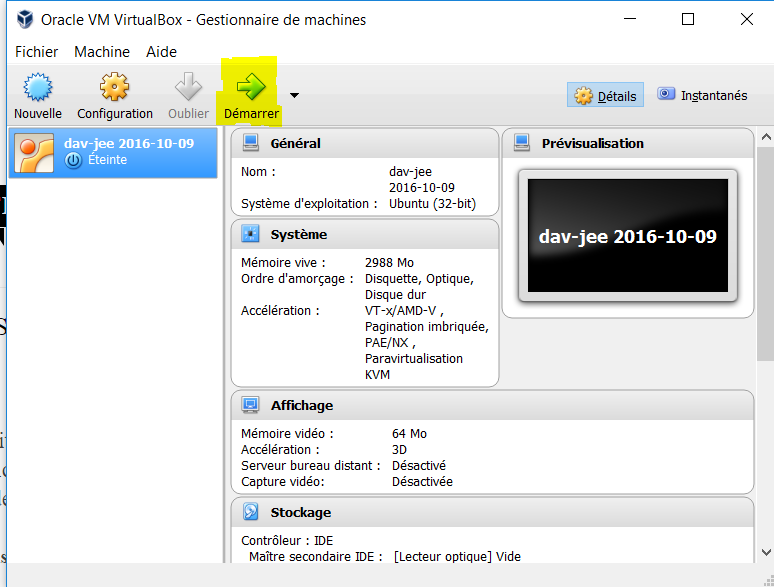 Oracle VM VirtualBox - Gestionnaire de machines
Fichier Machine Aide
Nouvelle Configuration Oublier Démarrer Détails Instantanés
dav-jee 2016-10-09
Éteinte
Général
Nom : dav-jee
2016-10-09
Système d'exploitation : Ubuntu (32-bit)
Prévisualisation
dav-jee 2016-10-09
Système
Mémoire vive : 2988 Mo
Ordre d'amorçage : Disquette, Optique,
Disque dur
Accélération : VT-x/AMD-V ,
Pagination imbriquée,
PAE/NX ,
Paravirtualisation
KVM
Affichage
Mémoire vidéo : 64 Mo
Accélération : 3D
Serveur bureau distant : Désactivé
Capture vidéo: Désactivée
Stockage
Contrôleur : IDE
Maître secondaire IDE : [Lecteur optique] Vide